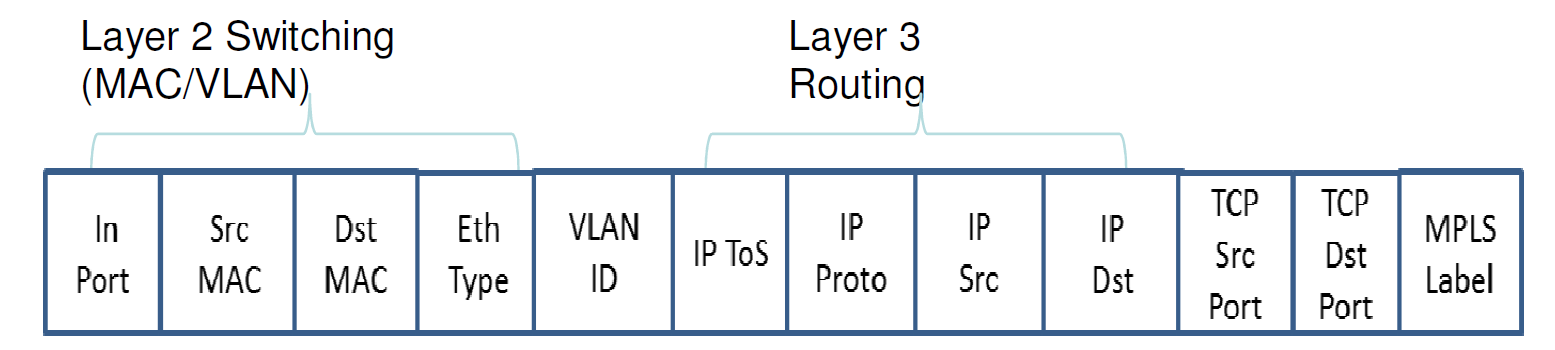 Layer 2 Switching
(MAC/VLAN)
Layer 3
Routing
In
Port
Src
MAC
Dst
MAC
Eth
Type
VLAN
ID
IP ToS
IP
Proto
IP
Src
IP
Dst
TCP
Src
Port
TCP
Dst
Port
MPLS
Label